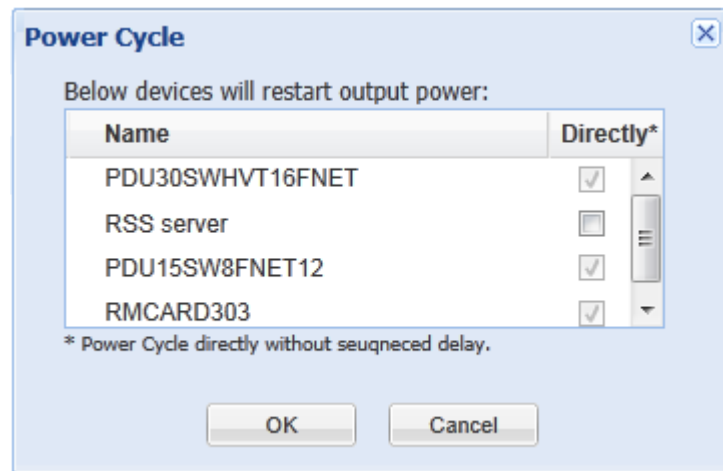 Power Cycle
Below devices will restart output power:
Name Directly*
PDU30SWHVT16FNET
RSS server
PDU15SW8FNET12
RMCARD303
* Power Cycle directly without seuqneced delay.
OK Cancel